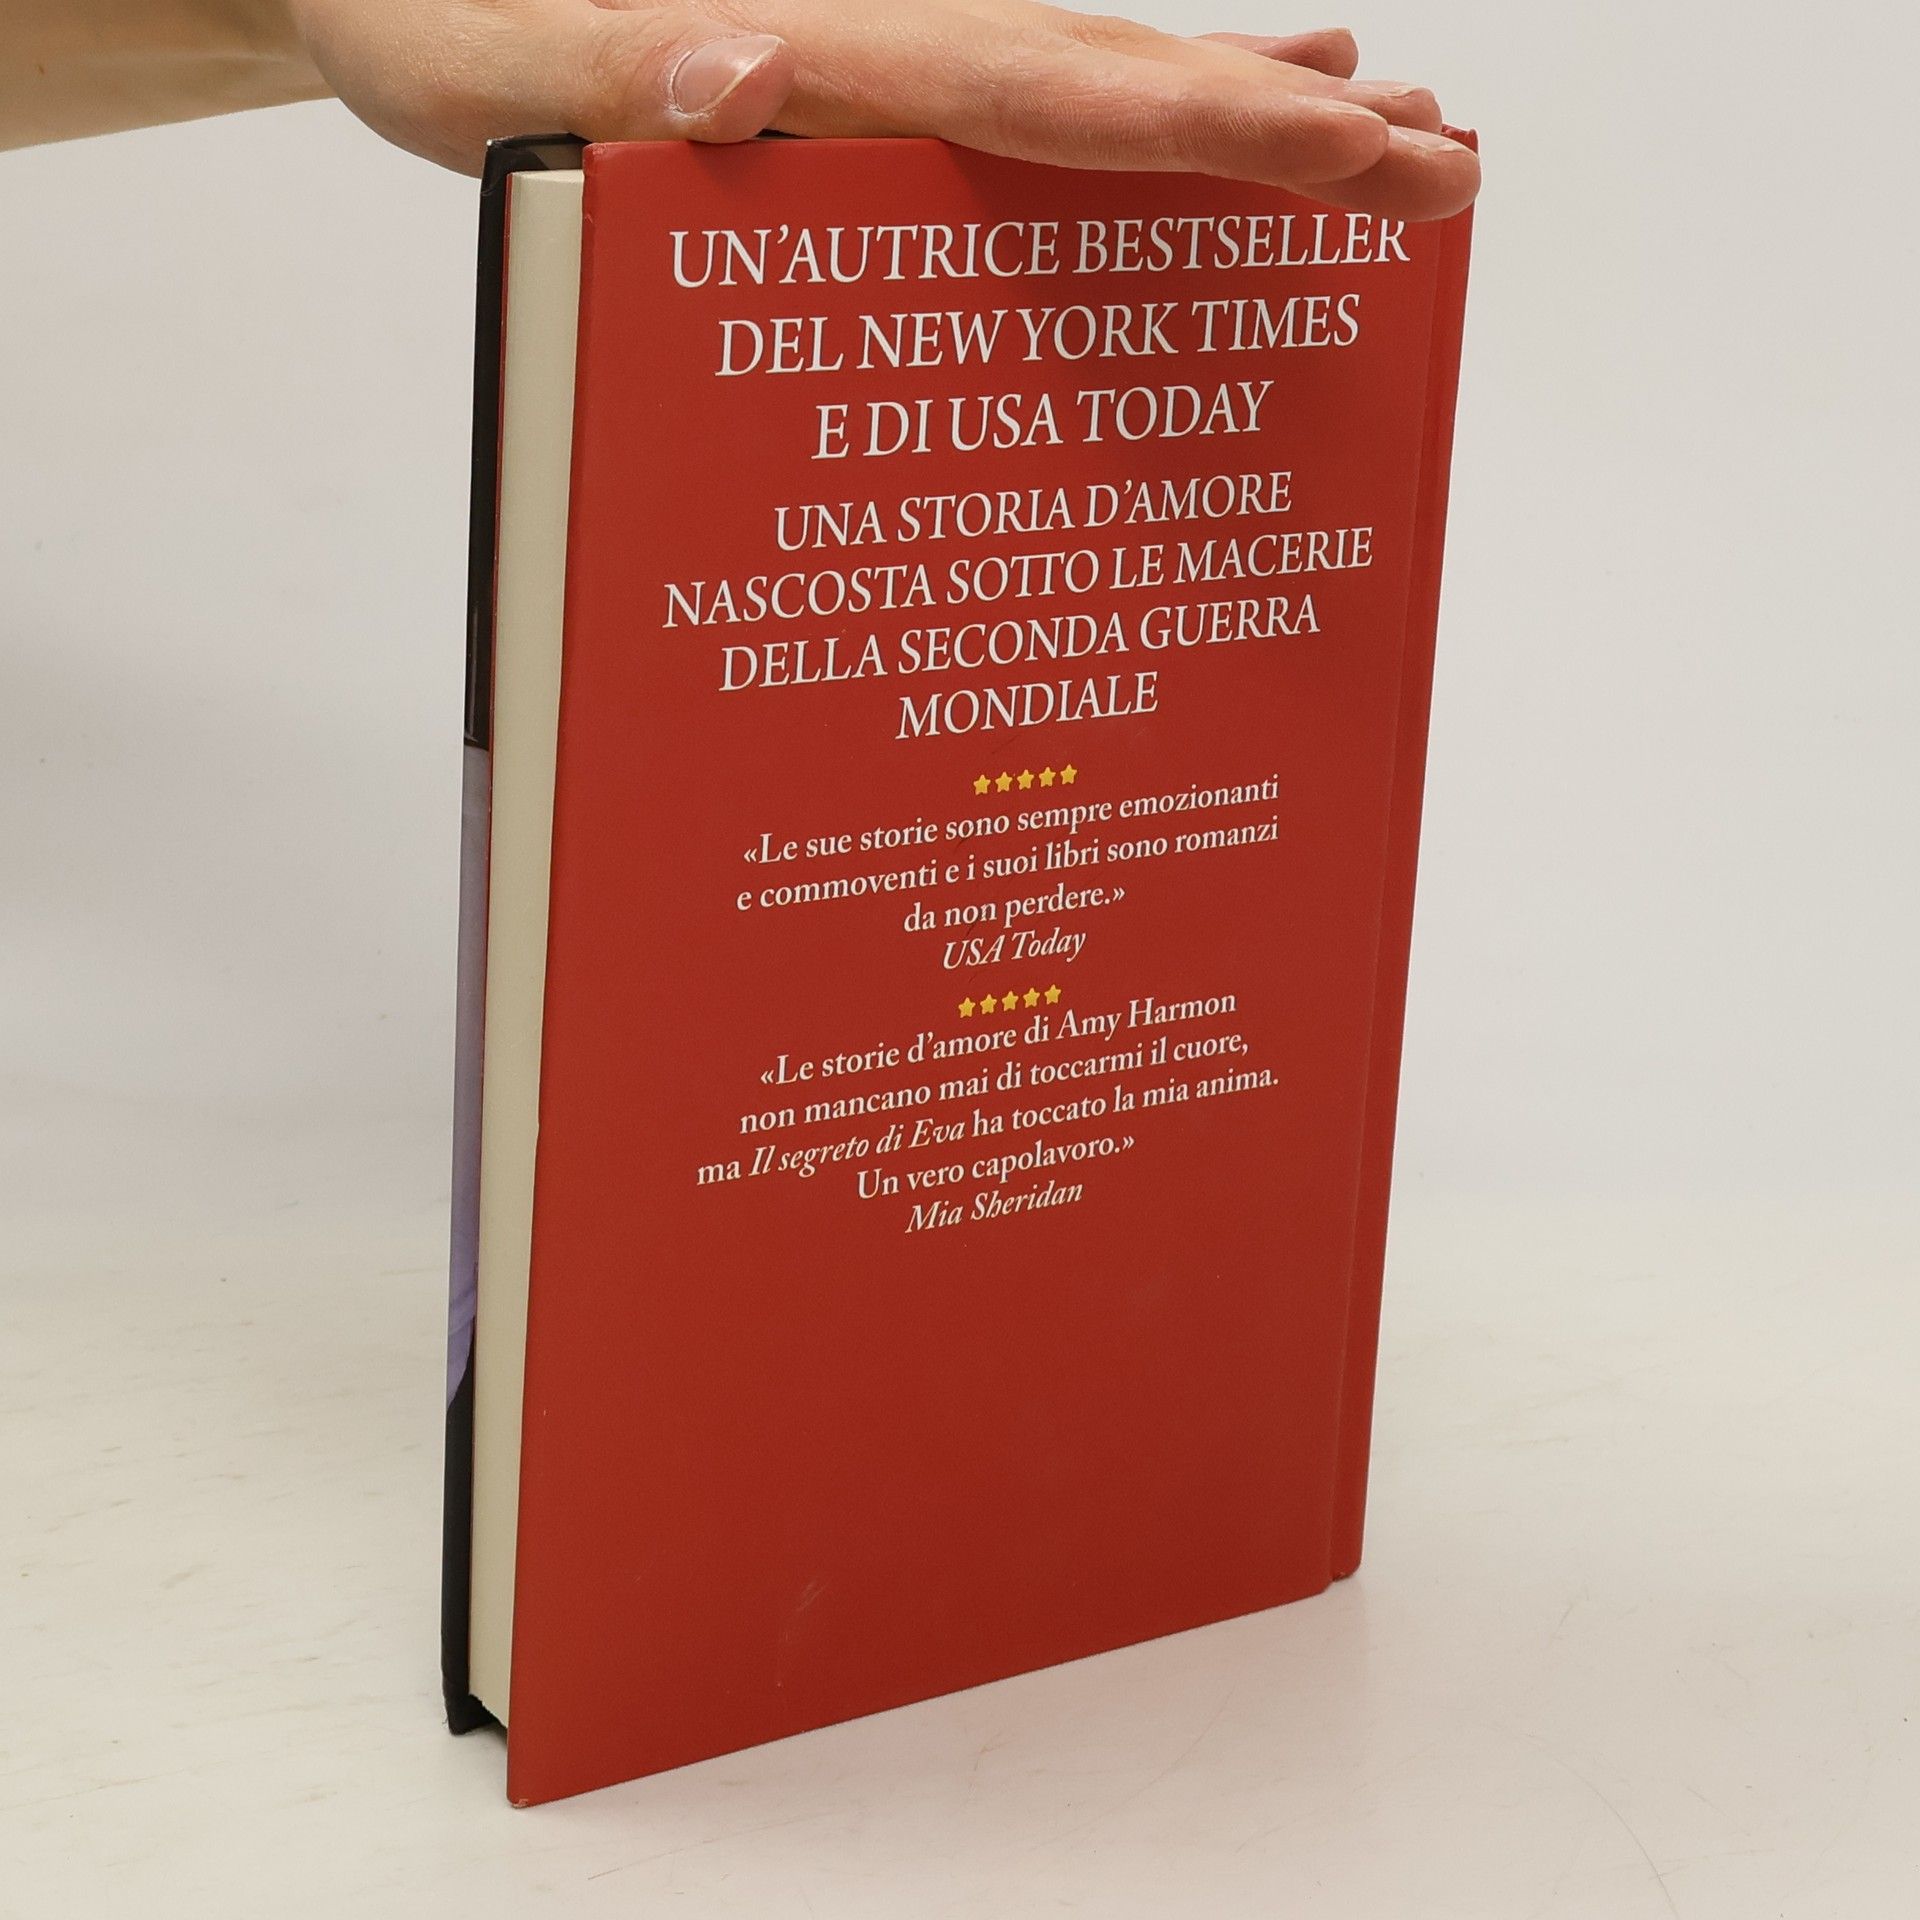 UN'AUTRICE BESTSELLER
DEL NEW YORK TIMES
E DI USA TODAY
UNA STORIA D'AMORE
NASCOSTA SOTTO LE MACERIE
DELLA SECONDA GUERRA
MONDIALE
«Le sue storie sono sempre emozionanti
e commoventi e i suoi libri sono romanzi
da non perdere.»
USA Today
«Le storie d'amore di Amy Harmon
non mancano mai di toccarmi il cuore,
ma Il segreto di Eva ha toccato la mia anima.
Un vero capolavoro.»
Mia Sheridan